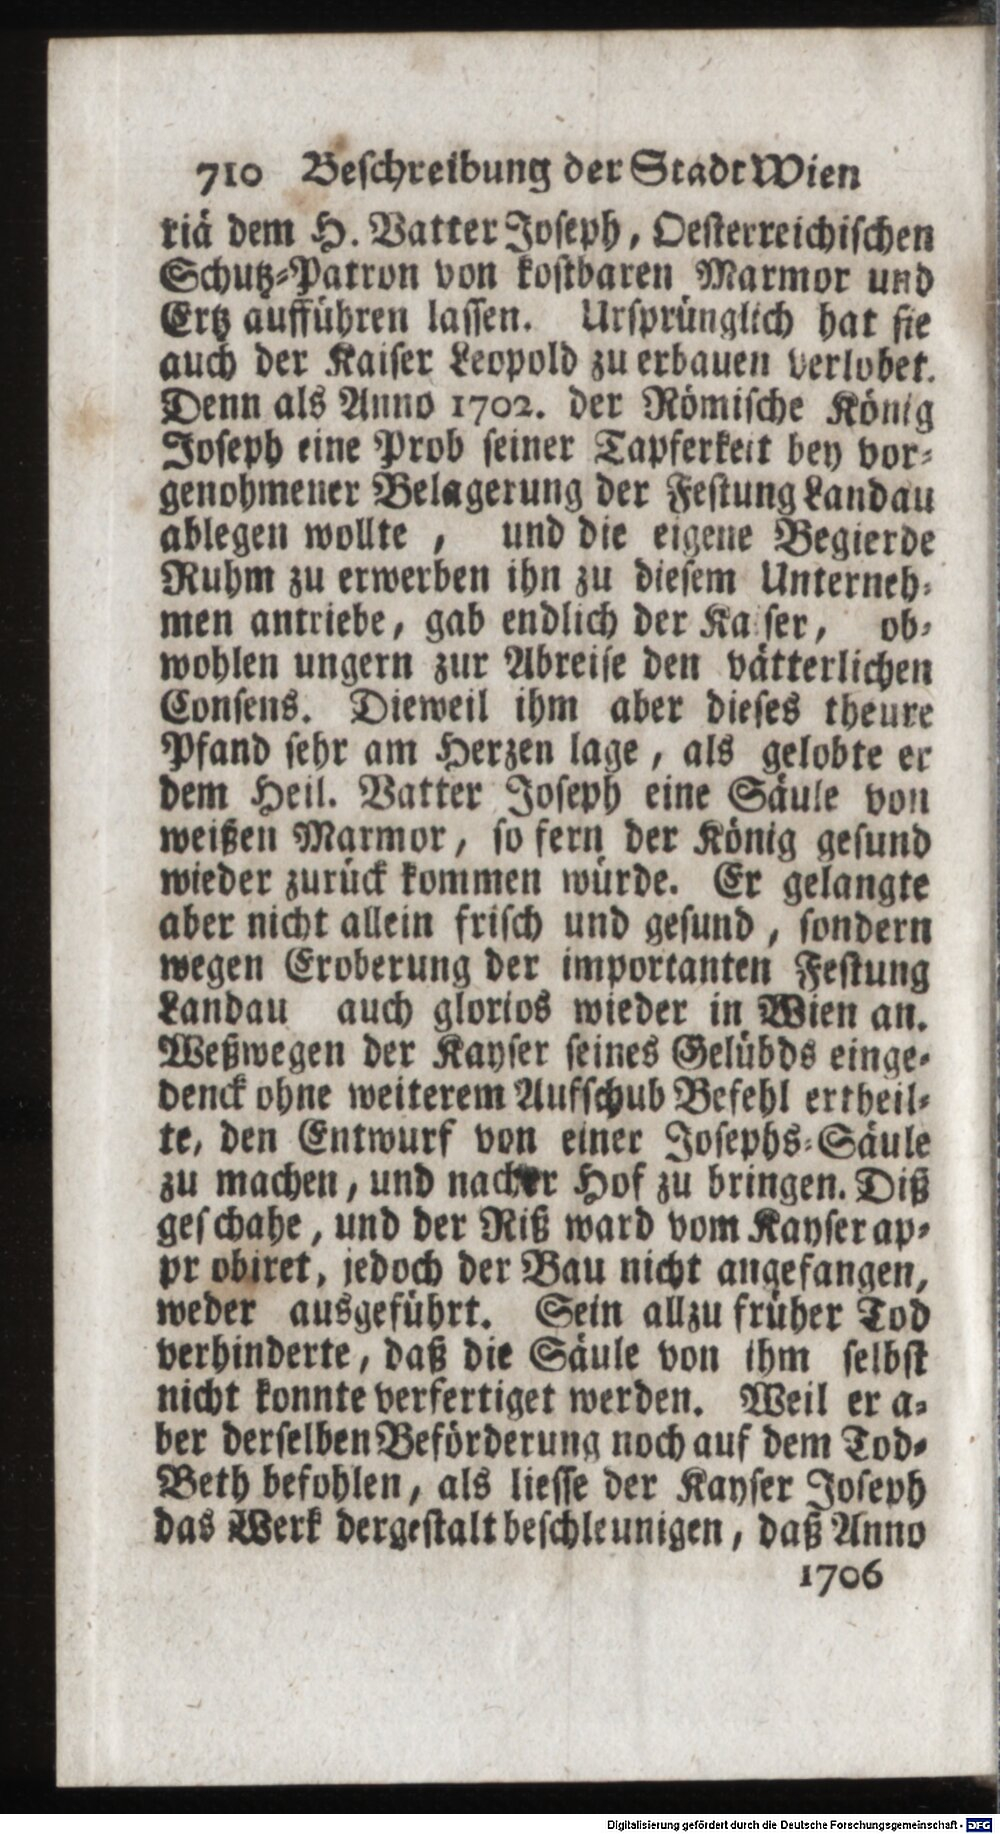 710 Beschreibung der Stadt Wien
riä dem H. Vatter Joseph, Oesterreichischen
Schutz-Patron von kostbaren Marmor und
Ertz aufführen lassen. Ursprünglich hat sie
auch der Kaiser Leopold zu erbauen verlobet.
Denn als Anno 1702. der Römische König
Joseph eine Prob seiner Tapferkeit bey vor-
genohmener Belagerung der Festung Landau
ablegen wollte, und die eigene Begierde
Ruhm zu erwerben ihn zu diesem Unterneh-
men antriebe, gab endlich der Kaiser, ob-
wohlen ungern zur Abreise den vätterlichen
Consens. Dieweil ihm aber dieses theure
Pfand sehr am Herzen lage, als gelobte er
dem Heil. Vatter Joseph eine Säule von
weißen Marmor, so fern der König gesund
wieder zurück kommen würde. Er gelangte
aber nicht allein frisch und gesund, sondern
wegen Eroberung der importanten Festung
Landau auch glorios wieder in Wien an.
Weßwegen der Kayser seines Gelübds einge-
denck ohne weiterem Aufschub Befehl ertheil-
te, den Entwurf von einer Josephs-Säule
zu machen, und nacher Hof zu bringen. Diß
geschahe, und der Riß ward vom Kayser ap-
probiret, jedoch der Bau nicht angefangen,
weder ausgeführt. Sein allzu früher Tod
verhinderte, daß die Säule von ihm selbst
nicht konnte verfertiget werden. Weil er a-
ber derselben Beförderung noch auf dem Tod-
Beth befohlen, als liesse der Kayser Joseph
das Werk dergestalt beschleunigen, daß Anno
1706
Digitalisierung gefördert durch die Deutsche Forschungsgemeinschaft - DFG